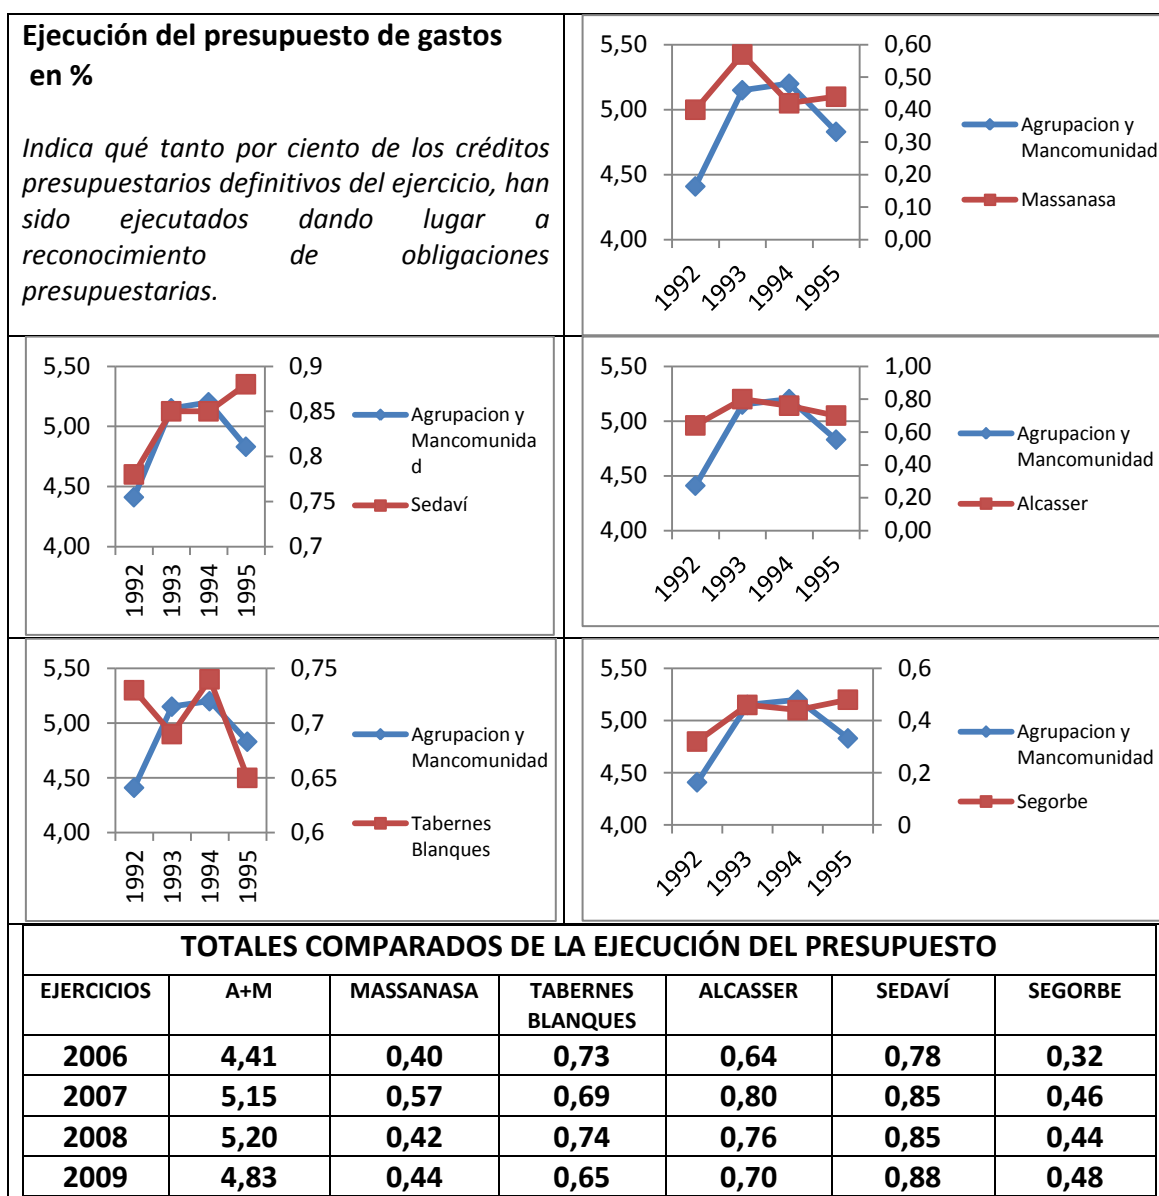 Ejecución del presupuesto de gastos
en %
Indica qué tanto por ciento de los créditos
presupuestarios definitivos del ejercicio, han
sido ejecutados dando lugar a
reconocimiento de obligaciones
presupuestarias.
5,50
5,00
4,50
4,00
0,60
0,50
0,40
0,30
0,20
0,10
0,00
1992 1993 1994 1995
Agrupacion y
Mancomunidad
Massanasa
5,50
5,00
4,50
4,00
0,9
0,85
0,8
0,75
0,7
1992 1993 1994 1995
Agrupacion y
Mancomunida
d
Sedaví
5,50
5,00
4,50
4,00
1,00
0,80
0,60
0,40
0,20
0,00
1992 1993 1994 1995
Agrupacion y
Mancomunidad
Alcasser
5,50
5,00
4,50
4,00
0,75
0,7
0,65
0,6
1992 1993 1994 1995
Agrupacion y
Mancomunidad
Tabernes
Blanques
5,50
5,00
4,50
4,00
0,6
0,4
0,2
0
1992 1993 1994 1995
Agrupacion y
Mancomunidad
Segorbe
TOTALES COMPARADOS DE LA EJECUCIÓN DEL PRESUPUESTO
EJERCICIOS A+M MASSANASA TABERNES BLANQUES ALCASSER SEDAVÍ SEGORBE
2006 4,41 0,40 0,73 0,64 0,78 0,32
2007 5,15 0,57 0,69 0,80 0,85 0,46
2008 5,20 0,42 0,74 0,76 0,85 0,44
2009 4,83 0,44 0,65 0,70 0,88 0,48